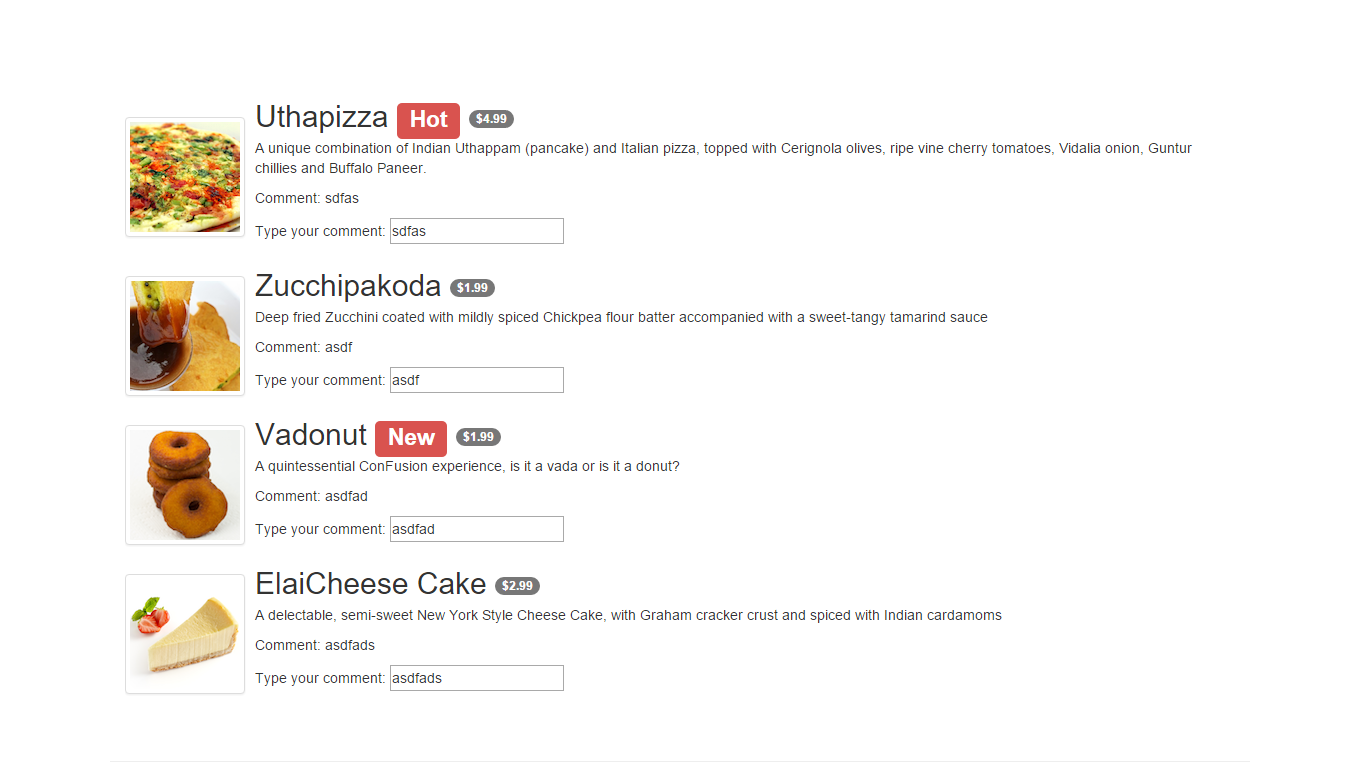 Uthapizza Hot $4.99
A unique combination of Indian Uthappam (pancake) and Italian pizza, topped with Cerignola olives, ripe vine cherry tomatoes, Vidalia onion, Guntur
chillies and Buffalo Paneer.
Comment: sdfas
Type your comment: sdfas
Zucchipakoda $1.99
Deep fried Zucchini coated with mildly spiced Chickpea flour batter accompanied with a sweet-tangy tamarind sauce
Comment: asdf
Type your comment: asdf
Vadonut New $1.99
A quintessential ConFusion experience, is it a vada or is it a donut?
Comment: asdfad
Type your comment: asdfad
ElaiCheese Cake $2.99
A delectable, semi-sweet New York Style Cheese Cake, with Graham cracker crust and spiced with Indian cardamoms
Comment: asdfads
Type your comment: asdfads